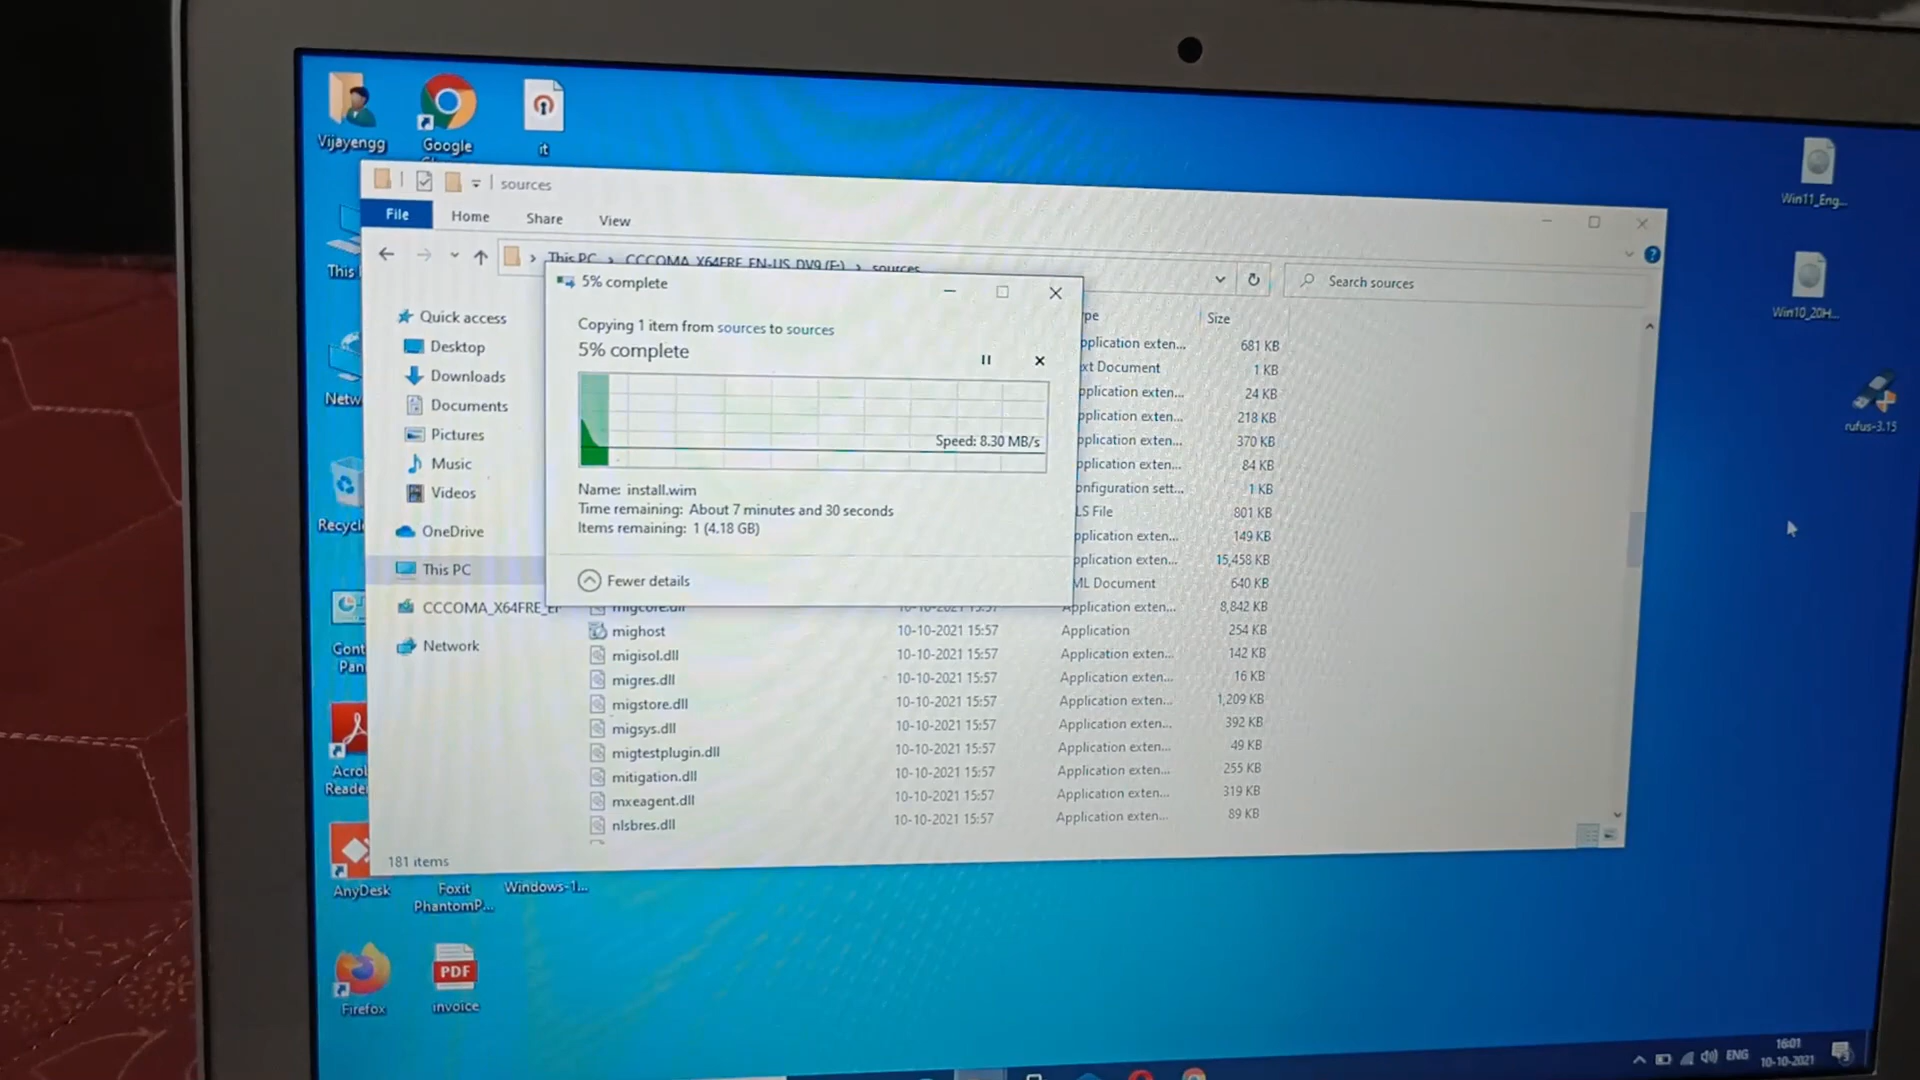 Vijayengg
Google
it
Win11_Eng...
Win10_20H...
rufus-3.15
sources
File
Home
Share
View
This PC > CCCOMA_X64FRE_EN-US_DV9 (E:) > sources
Search sources
5% complete
Copying 1 item from sources to sources
5% complete
Speed: 8.30 MB/s
Name: install.wim
Time remaining: About 7 minutes and 30 seconds
Items remaining: 1 (4.18 GB)
Fewer details
Quick access
Desktop
Downloads
Documents
Pictures
Music
Videos
OneDrive
This PC
CCCOMA_X64FRE_E
Network
This
Netw
Recycl
Cont
Pan
Acrol
Reade
pe Size
pplication exten... 681 KB
xt Document 1 KB
pplication exten... 24 KB
pplication exten... 218 KB
pplication exten... 370 KB
pplication exten... 84 KB
onfiguration sett... 1 KB
LS File 801 KB
pplication exten... 149 KB
pplication exten... 15,458 KB
ML Document 640 KB
migcore.dll 10-10-2021 15:57 Application exten... 8,842 KB
mighost 10-10-2021 15:57 Application 254 KB
migisol.dll 10-10-2021 15:57 Application exten... 142 KB
migres.dll 10-10-2021 15:57 Application exten... 16 KB
migstore.dll 10-10-2021 15:57 Application exten... 1,209 KB
migsys.dll 10-10-2021 15:57 Application exten... 392 KB
migtestplugin.dll 10-10-2021 15:57 Application exten... 49 KB
mitigation.dll 10-10-2021 15:57 Application exten... 255 KB
mxeagent.dll 10-10-2021 15:57 Application exten... 319 KB
nlsbres.dll 10-10-2021 15:57 Application exten... 89 KB
181 items
AnyDesk
Foxit
PhantomP...
Windows-1...
Firefox
PDF
invoice
ENG
16:01
10-10-2021
3